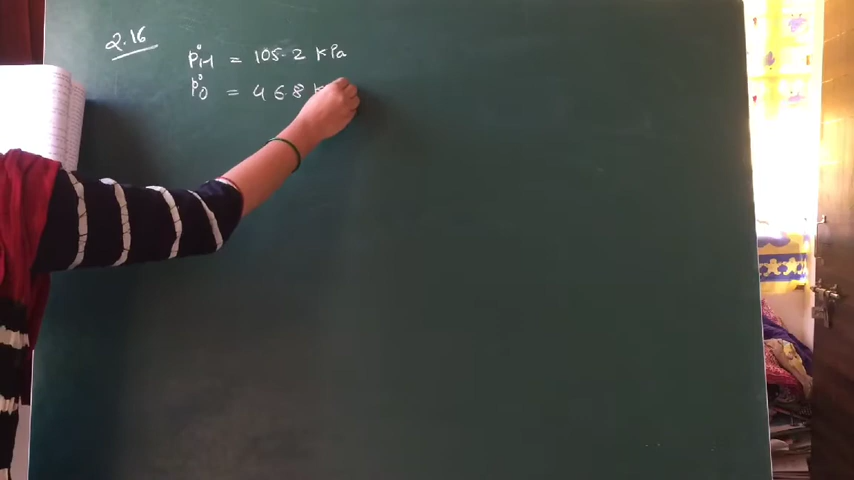 2.16
p°H = 105.2 KPa
p°O = 46.8 K